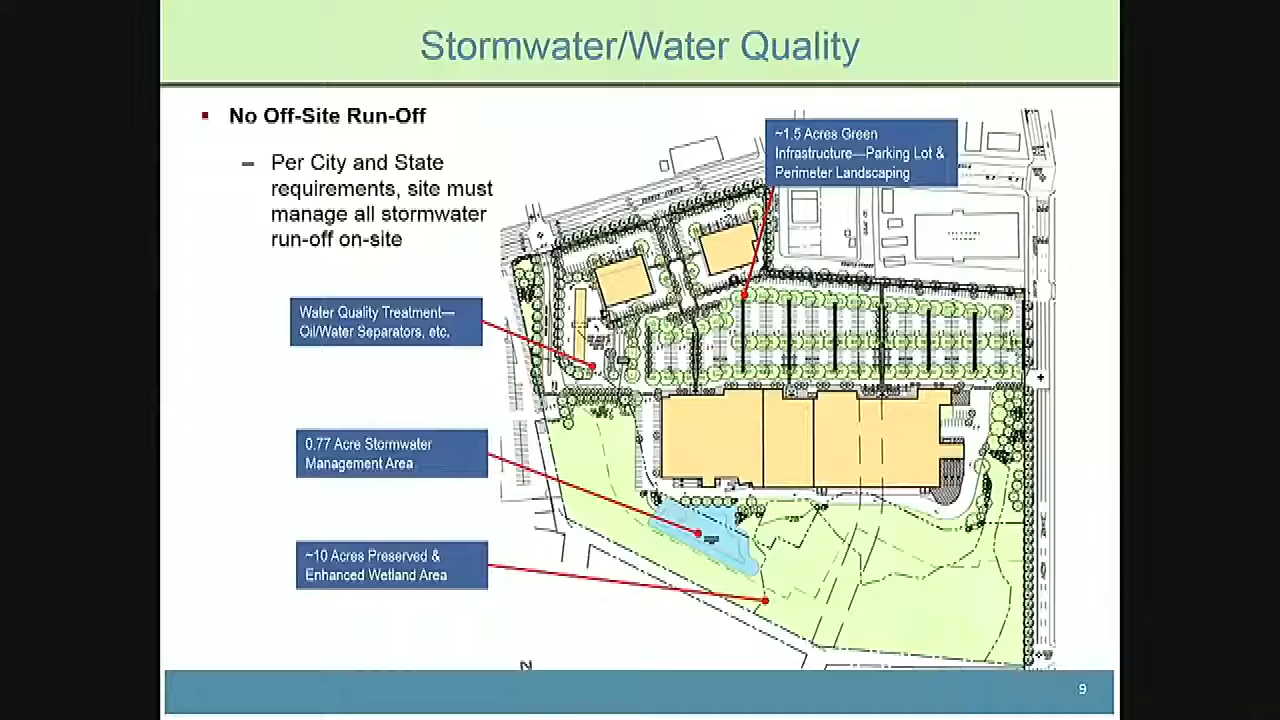 Stormwater/Water Quality
No Off-Site Run-Off
– Per City and State
requirements, site must
manage all stormwater
run-off on-site
~1.5 Acres Green
Infrastructure—Parking Lot &
Perimeter Landscaping
Water Quality Treatment—
Oil/Water Separators, etc.
0.77 Acre Stormwater
Management Area
~10 Acres Preserved &
Enhanced Wetland Area
9